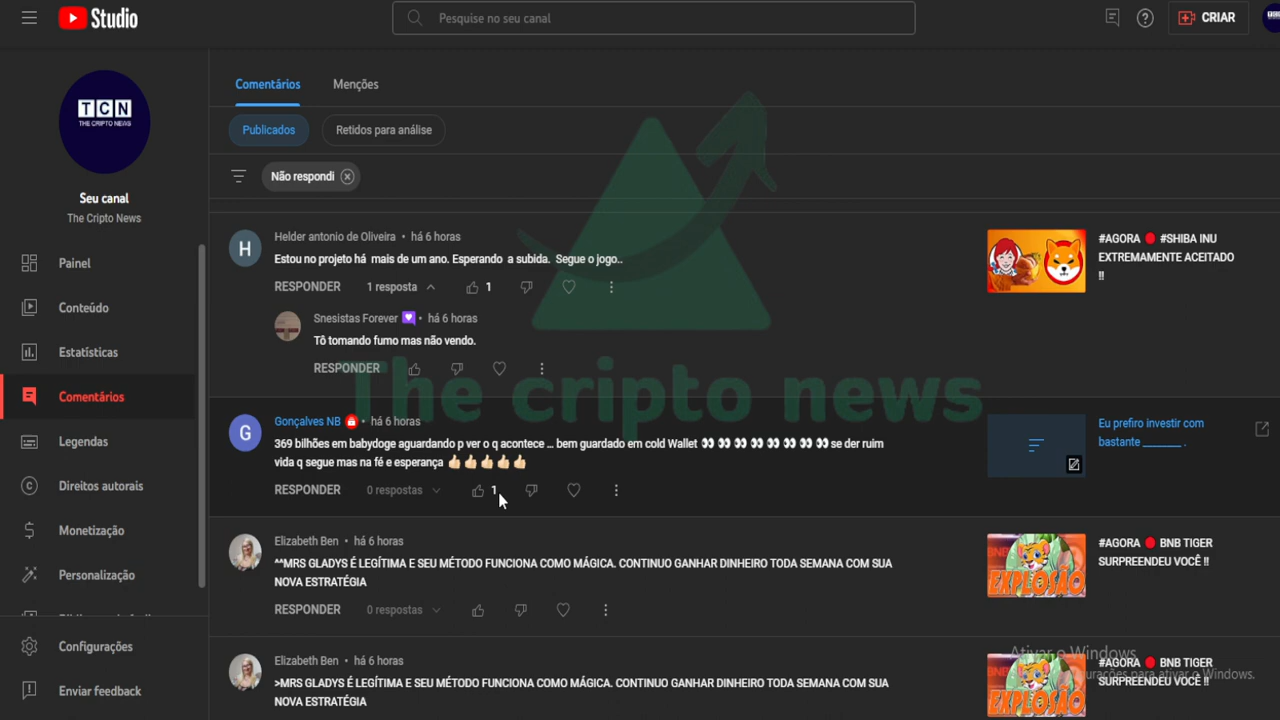 Studio
Pesquise no seu canal
CRIAR
TCN
THE CRIPTO NEWS
Seu canal
The Cripto News
Painel
Conteúdo
Estatísticas
Comentários
Legendas
Direitos autorais
Monetização
Personalização
Configurações
Enviar feedback
Comentários
Menções
Publicados
Retidos para análise
Não respondi
Helder antonio de Oliveira • há 6 horas
Estou no projeto há mais de um ano. Esperando a subida. Segue o jogo..
RESPONDER 1 resposta 1
#AGORA 🔴 #SHIBA INU
EXTREMAMENTE ACEITADO
!!
Snesistas Forever • há 6 horas
Tô tomando fumo mas não vendo.
RESPONDER
The cripto news
G
Gonçalves NB • há 6 horas
369 bilhões em babydoge aguardando p ver o q acontece ... bem guardado em cold Wallet 👀👀👀👀👀👀👀👀se der ruim
vida q segue mas na fé e esperança 👍🏼👍🏼👍🏼👍🏼👍🏼
RESPONDER 0 respostas 1
Eu prefiro investir com
bastante _______ .
Elizabeth Ben • há 6 horas
^^MRS GLADYS É LEGÍTIMA E SEU MÉTODO FUNCIONA COMO MÁGICA. CONTINUO GANHAR DINHEIRO TODA SEMANA COM SUA
NOVA ESTRATÉGIA
RESPONDER 0 respostas
EXPLOSÃO
#AGORA 🔴 BNB TIGER
SURPREENDEU VOCÊ !!
Elizabeth Ben • há 6 horas
>MRS GLADYS É LEGÍTIMA E SEU MÉTODO FUNCIONA COMO MÁGICA. CONTINUO GANHAR DINHEIRO TODA SEMANA COM SUA
NOVA ESTRATÉGIA
EXPLOSÃO
#AGORA 🔴 BNB TIGER
SURPREENDEU VOCÊ !!
Ativar o Windows
para ativar o Windows.
H